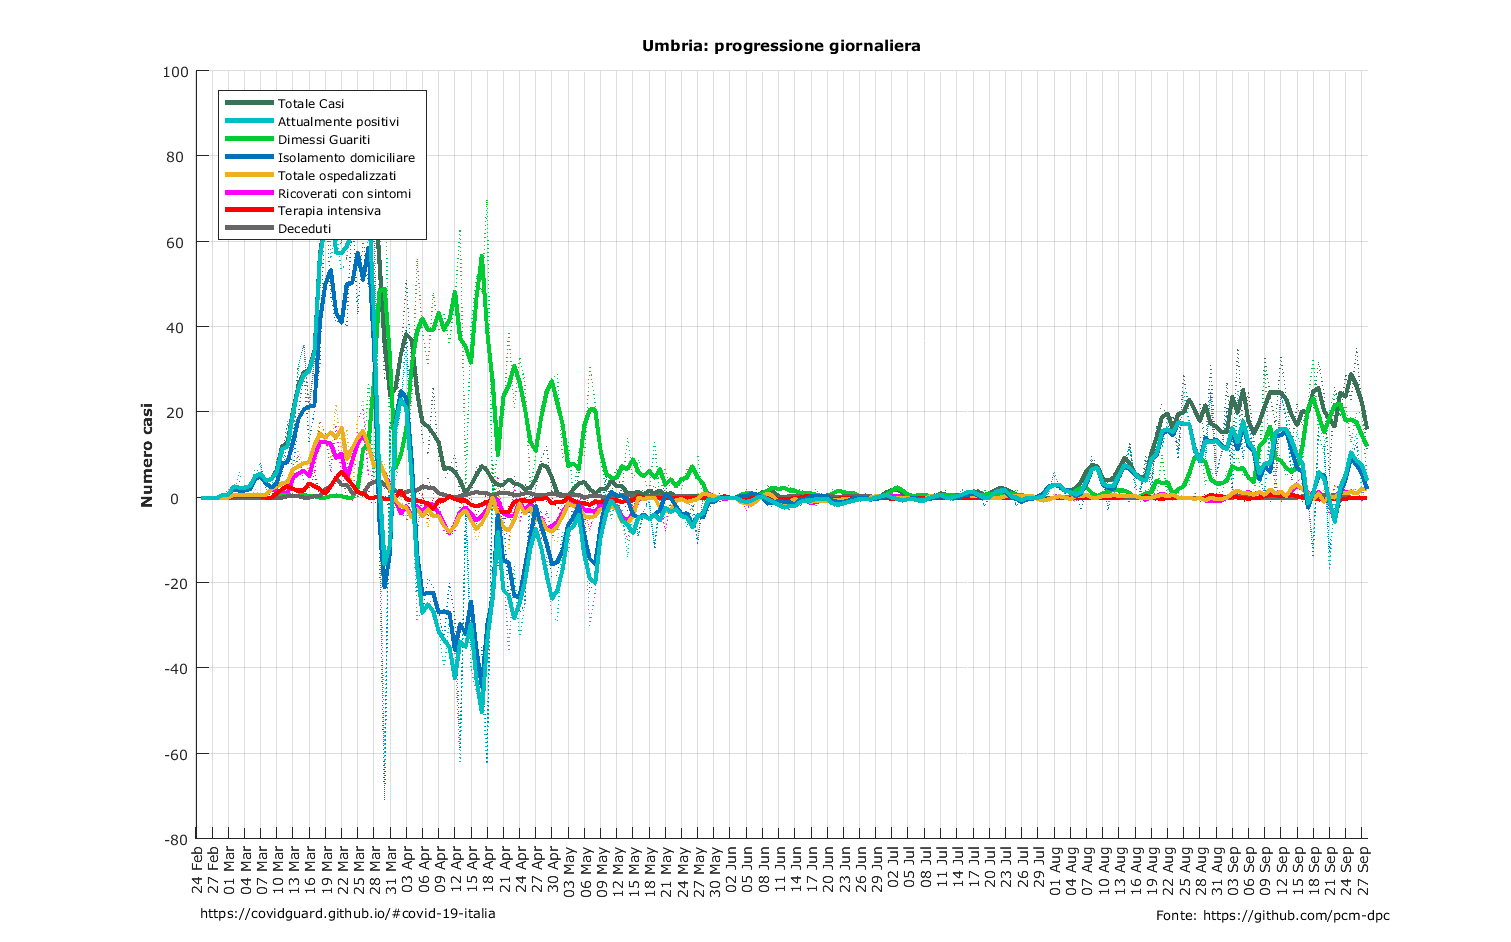 Umbria: progressione giornaliera
100
80
60
40
20
0
-20
-40
-60
-80
Numero casi
Totale Casi
Attualmente positivi
Dimessi Guariti
Isolamento domiciliare
Totale ospedalizzati
Ricoverati con sintomi
Terapia intensiva
Deceduti
24 Feb
27 Feb
01 Mar
04 Mar
07 Mar
10 Mar
13 Mar
16 Mar
19 Mar
22 Mar
25 Mar
28 Mar
31 Mar
03 Apr
06 Apr
09 Apr
12 Apr
15 Apr
18 Apr
21 Apr
24 Apr
27 Apr
30 Apr
03 May
06 May
09 May
12 May
15 May
18 May
21 May
24 May
27 May
30 May
02 Jun
05 Jun
08 Jun
11 Jun
14 Jun
17 Jun
20 Jun
23 Jun
26 Jun
29 Jun
02 Jul
05 Jul
08 Jul
11 Jul
14 Jul
17 Jul
20 Jul
23 Jul
26 Jul
29 Jul
01 Aug
04 Aug
07 Aug
10 Aug
13 Aug
16 Aug
19 Aug
22 Aug
25 Aug
28 Aug
31 Aug
03 Sep
06 Sep
09 Sep
12 Sep
15 Sep
18 Sep
21 Sep
24 Sep
27 Sep
https://covidguard.github.io/#covid-19-italia
Fonte: https://github.com/pcm-dpc